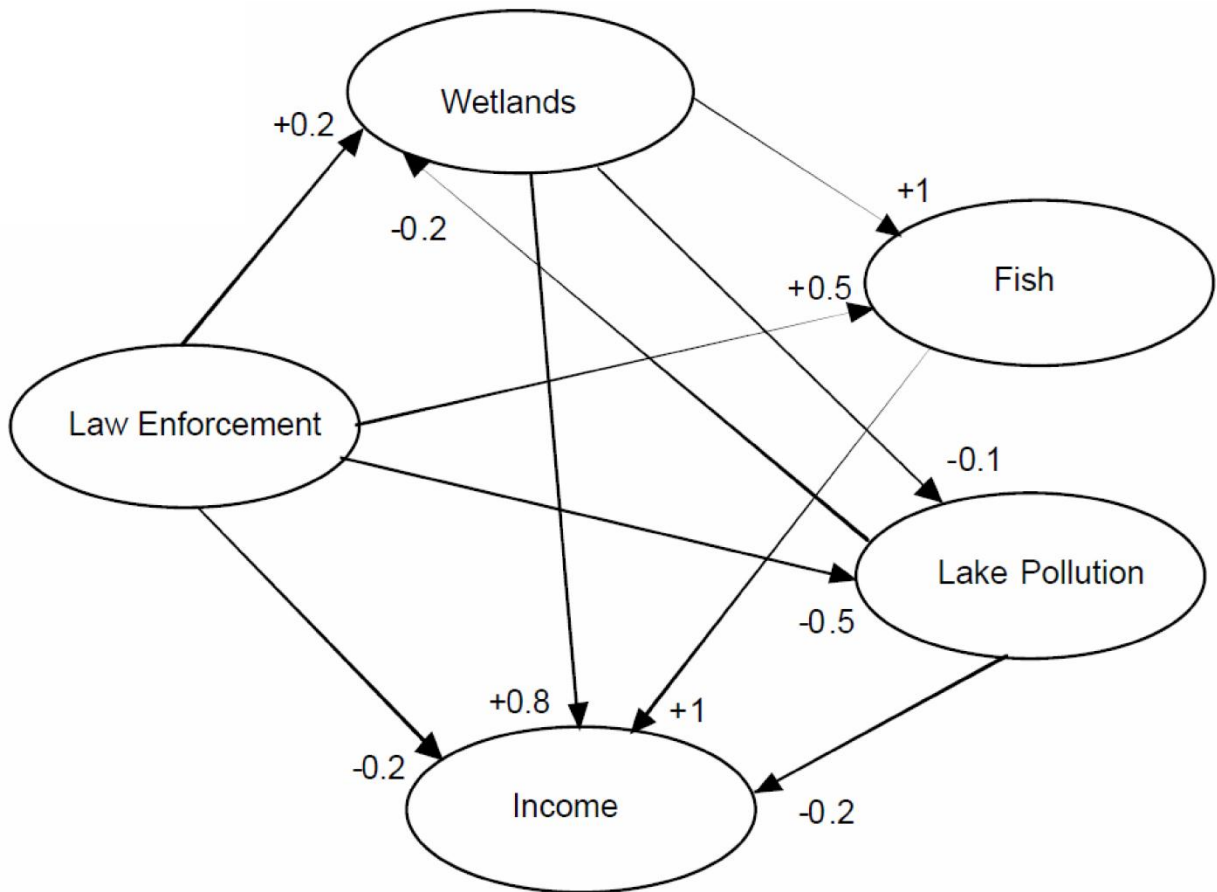 Wetlands
+0.2
-0.2
+1
+0.5
Fish
Law Enforcement
-0.1
Lake Pollution
-0.5
+0.8
+1
-0.2
Income
-0.2